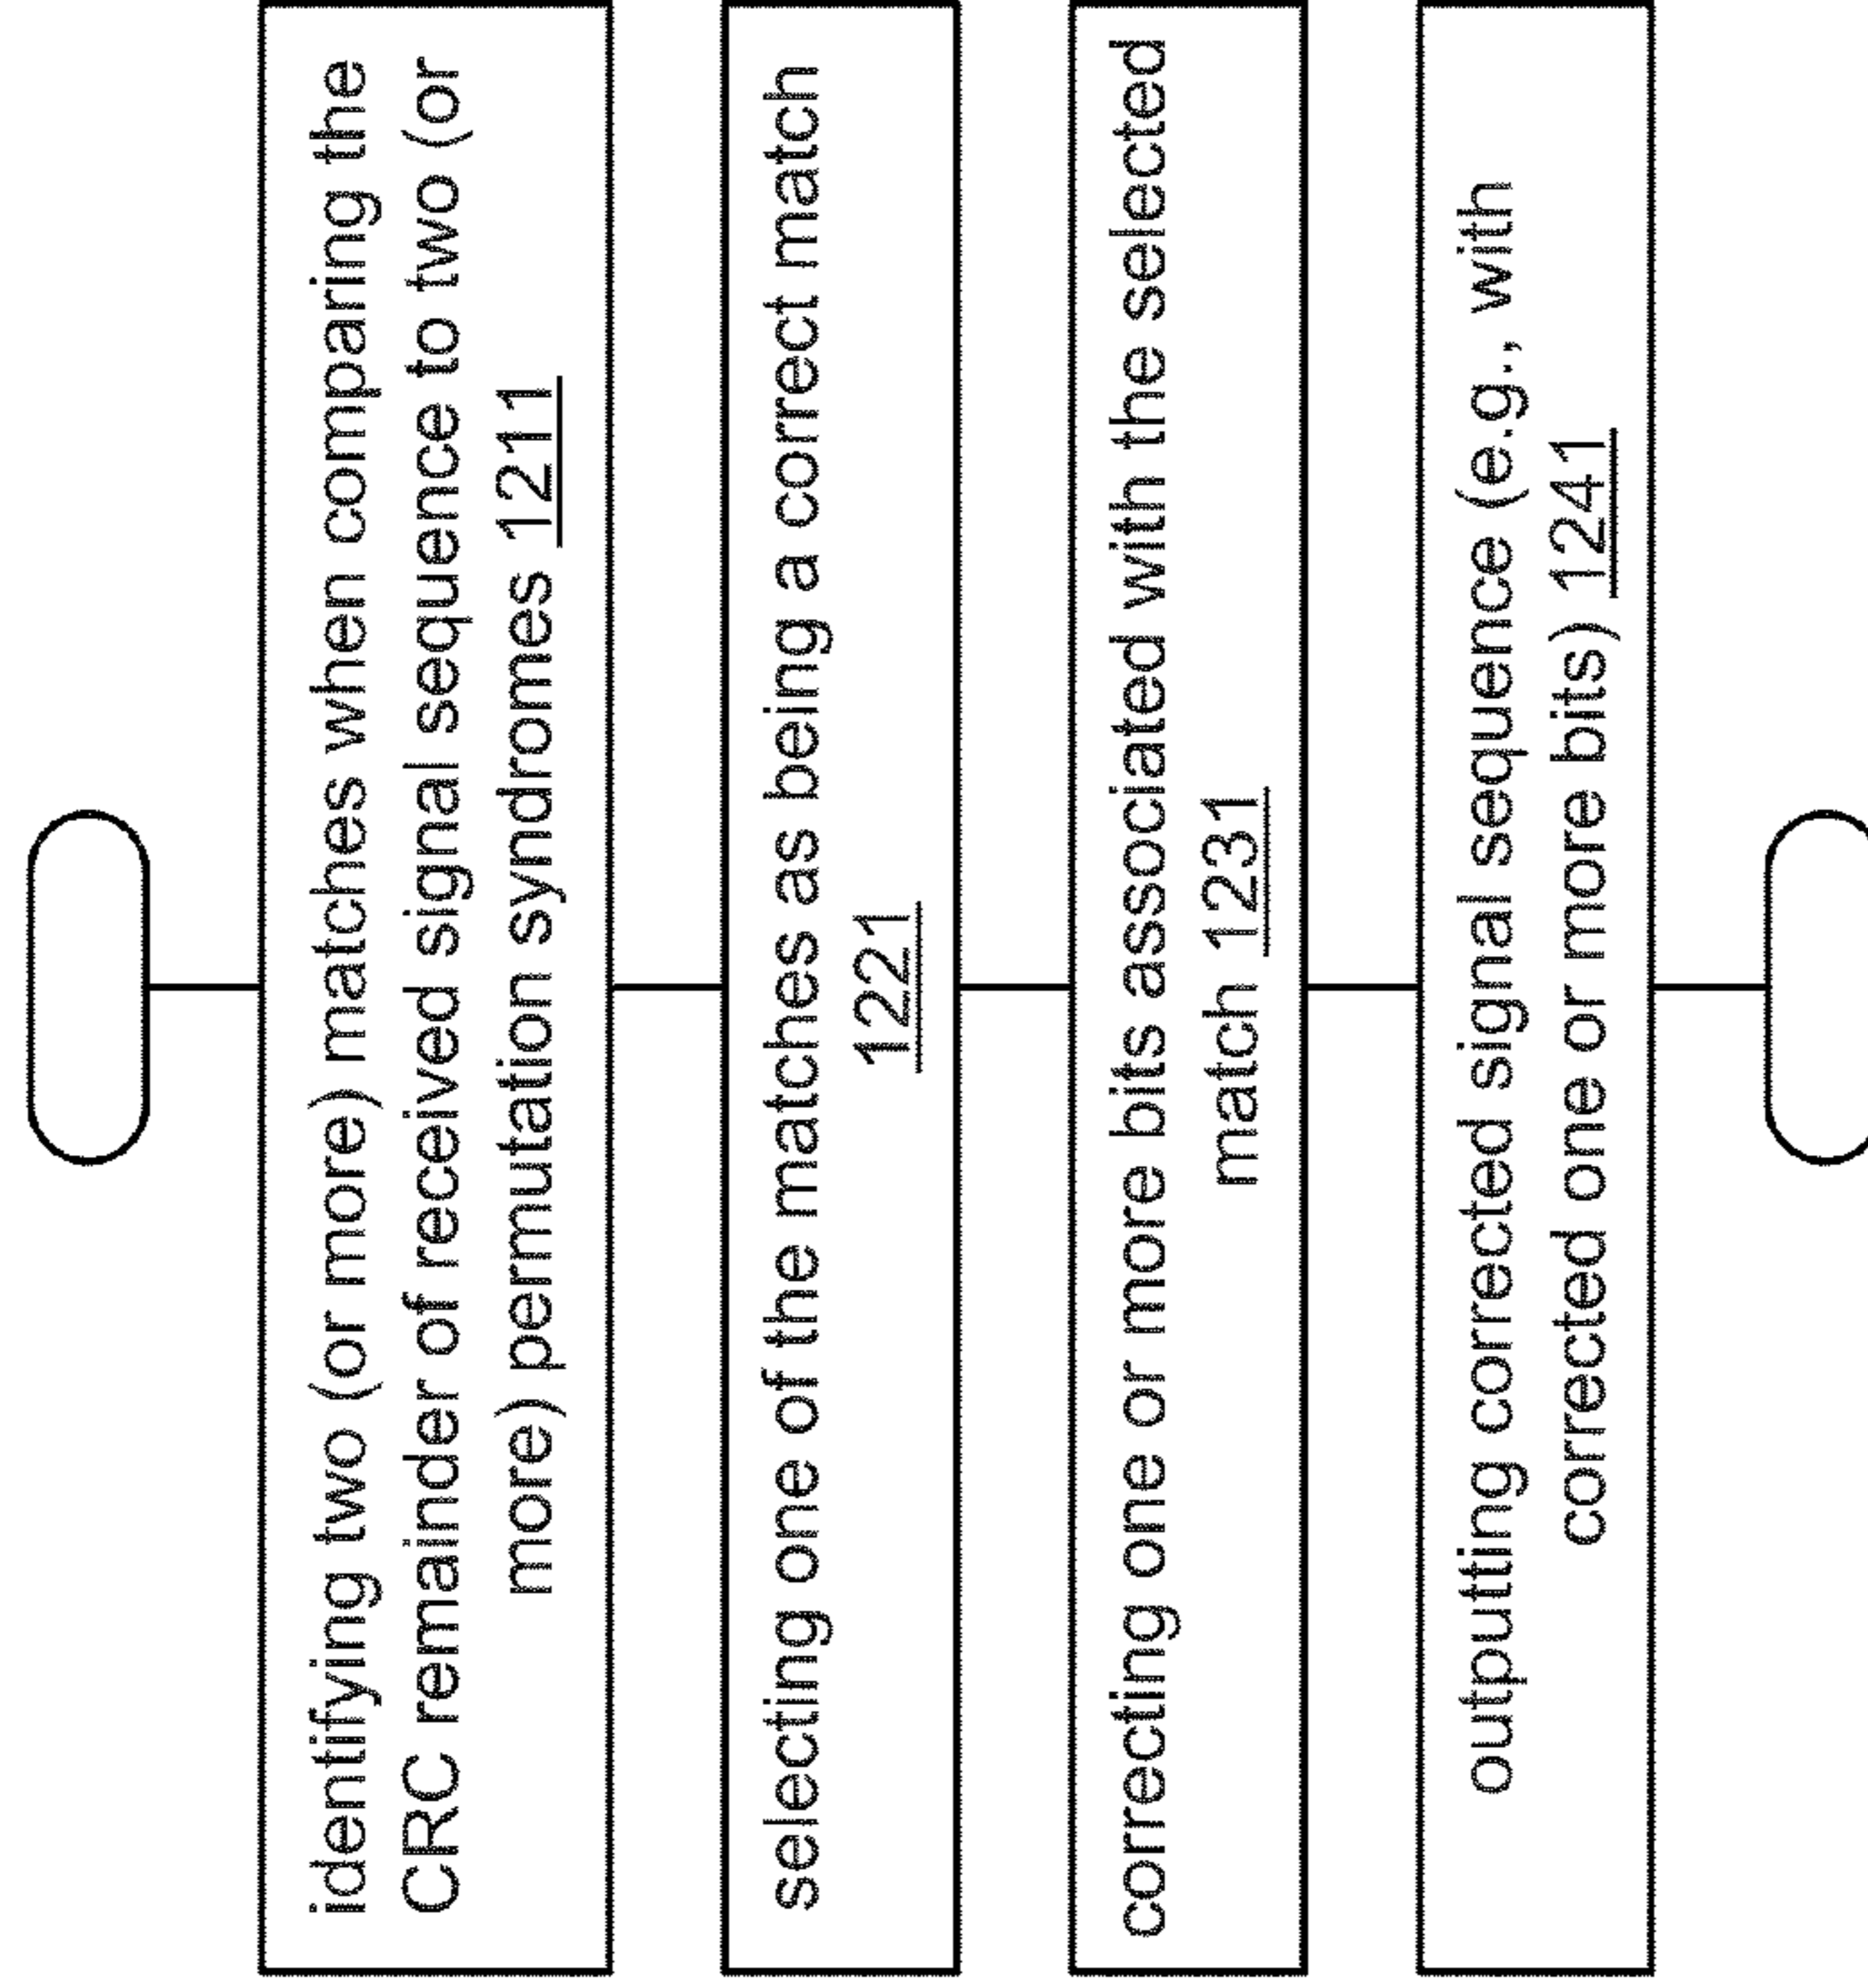 identifying two (or more) matches when comparing the
CRC remainder of received signal sequence to two (or
more) permutation syndromes 1211
selecting one of the matches as being a correct match
1221
correcting one or more bits associated with the selected
match 1231
outputting corrected signal sequence (e.g., with
corrected one or more bits) 1241